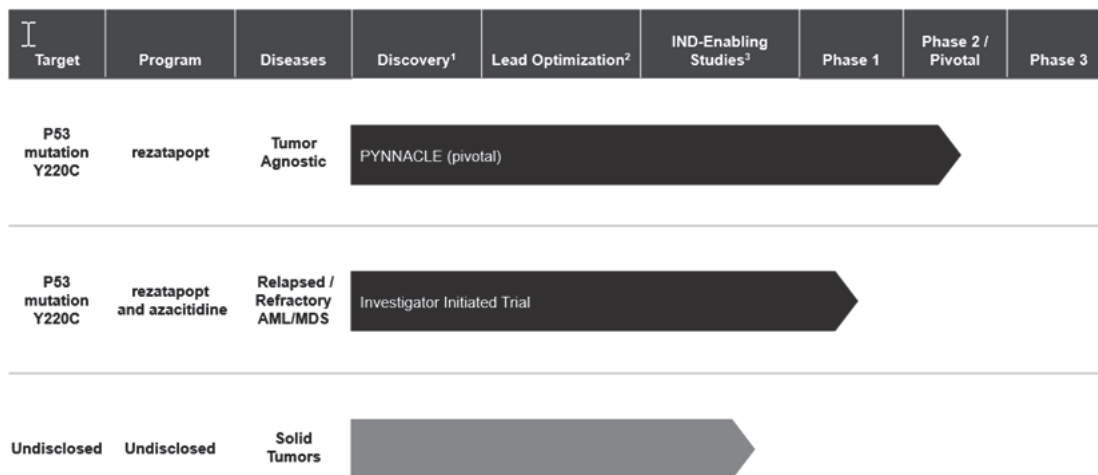 Target
Program
Diseases
Discovery¹
Lead Optimization²
IND-Enabling
Studies³
Phase 1
Phase 2 /
Pivotal
Phase 3
P53
mutation
Y220C
rezatapopt
Tumor
Agnostic
PYNNACLE (pivotal)
P53
mutation
Y220C
rezatapopt
and azacitidine
Relapsed /
Refractory
AML/MDS
Investigator Initiated Trial
Undisclosed
Undisclosed
Solid
Tumors